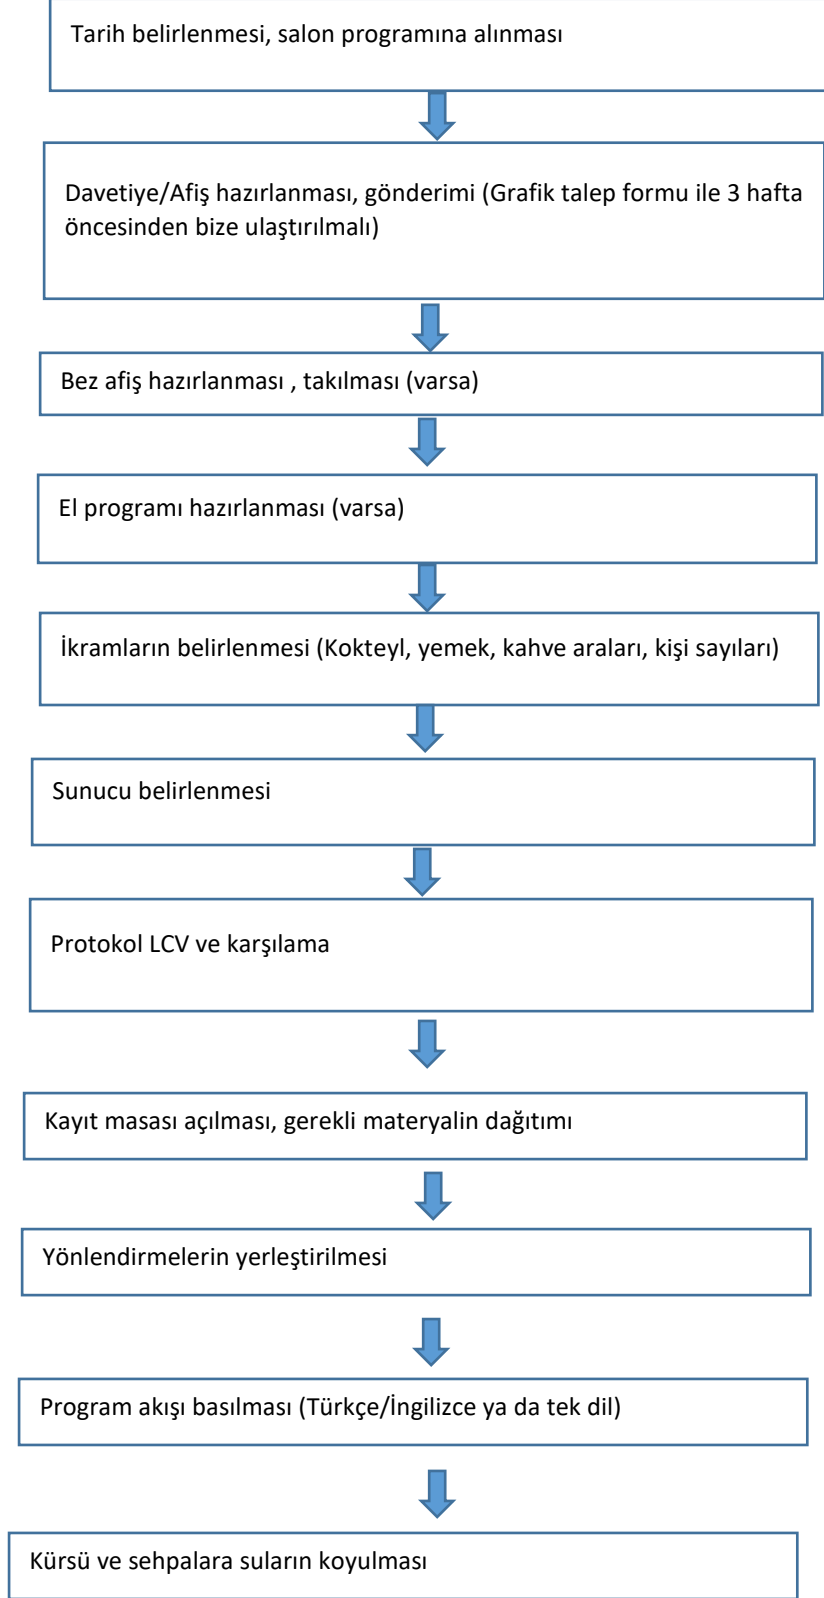 Tarih belirlenmesi, salon programına alınması
Davetiye/Afiş hazırlanması, gönderimi (Grafik talep formu ile 3 hafta
öncesinden bize ulaştırılmalı)
Bez afiş hazırlanması , takılması (varsa)
El programı hazırlanması (varsa)
İkramların belirlenmesi (Kokteyl, yemek, kahve araları, kişi sayıları)
Sunucu belirlenmesi
Protokol LCV ve karşılama
Kayıt masası açılması, gerekli materyalin dağıtımı
Yönlendirmelerin yerleştirilmesi
Program akışı basılması (Türkçe/İngilizce ya da tek dil)
Kürsü ve sehpalara suların koyulması